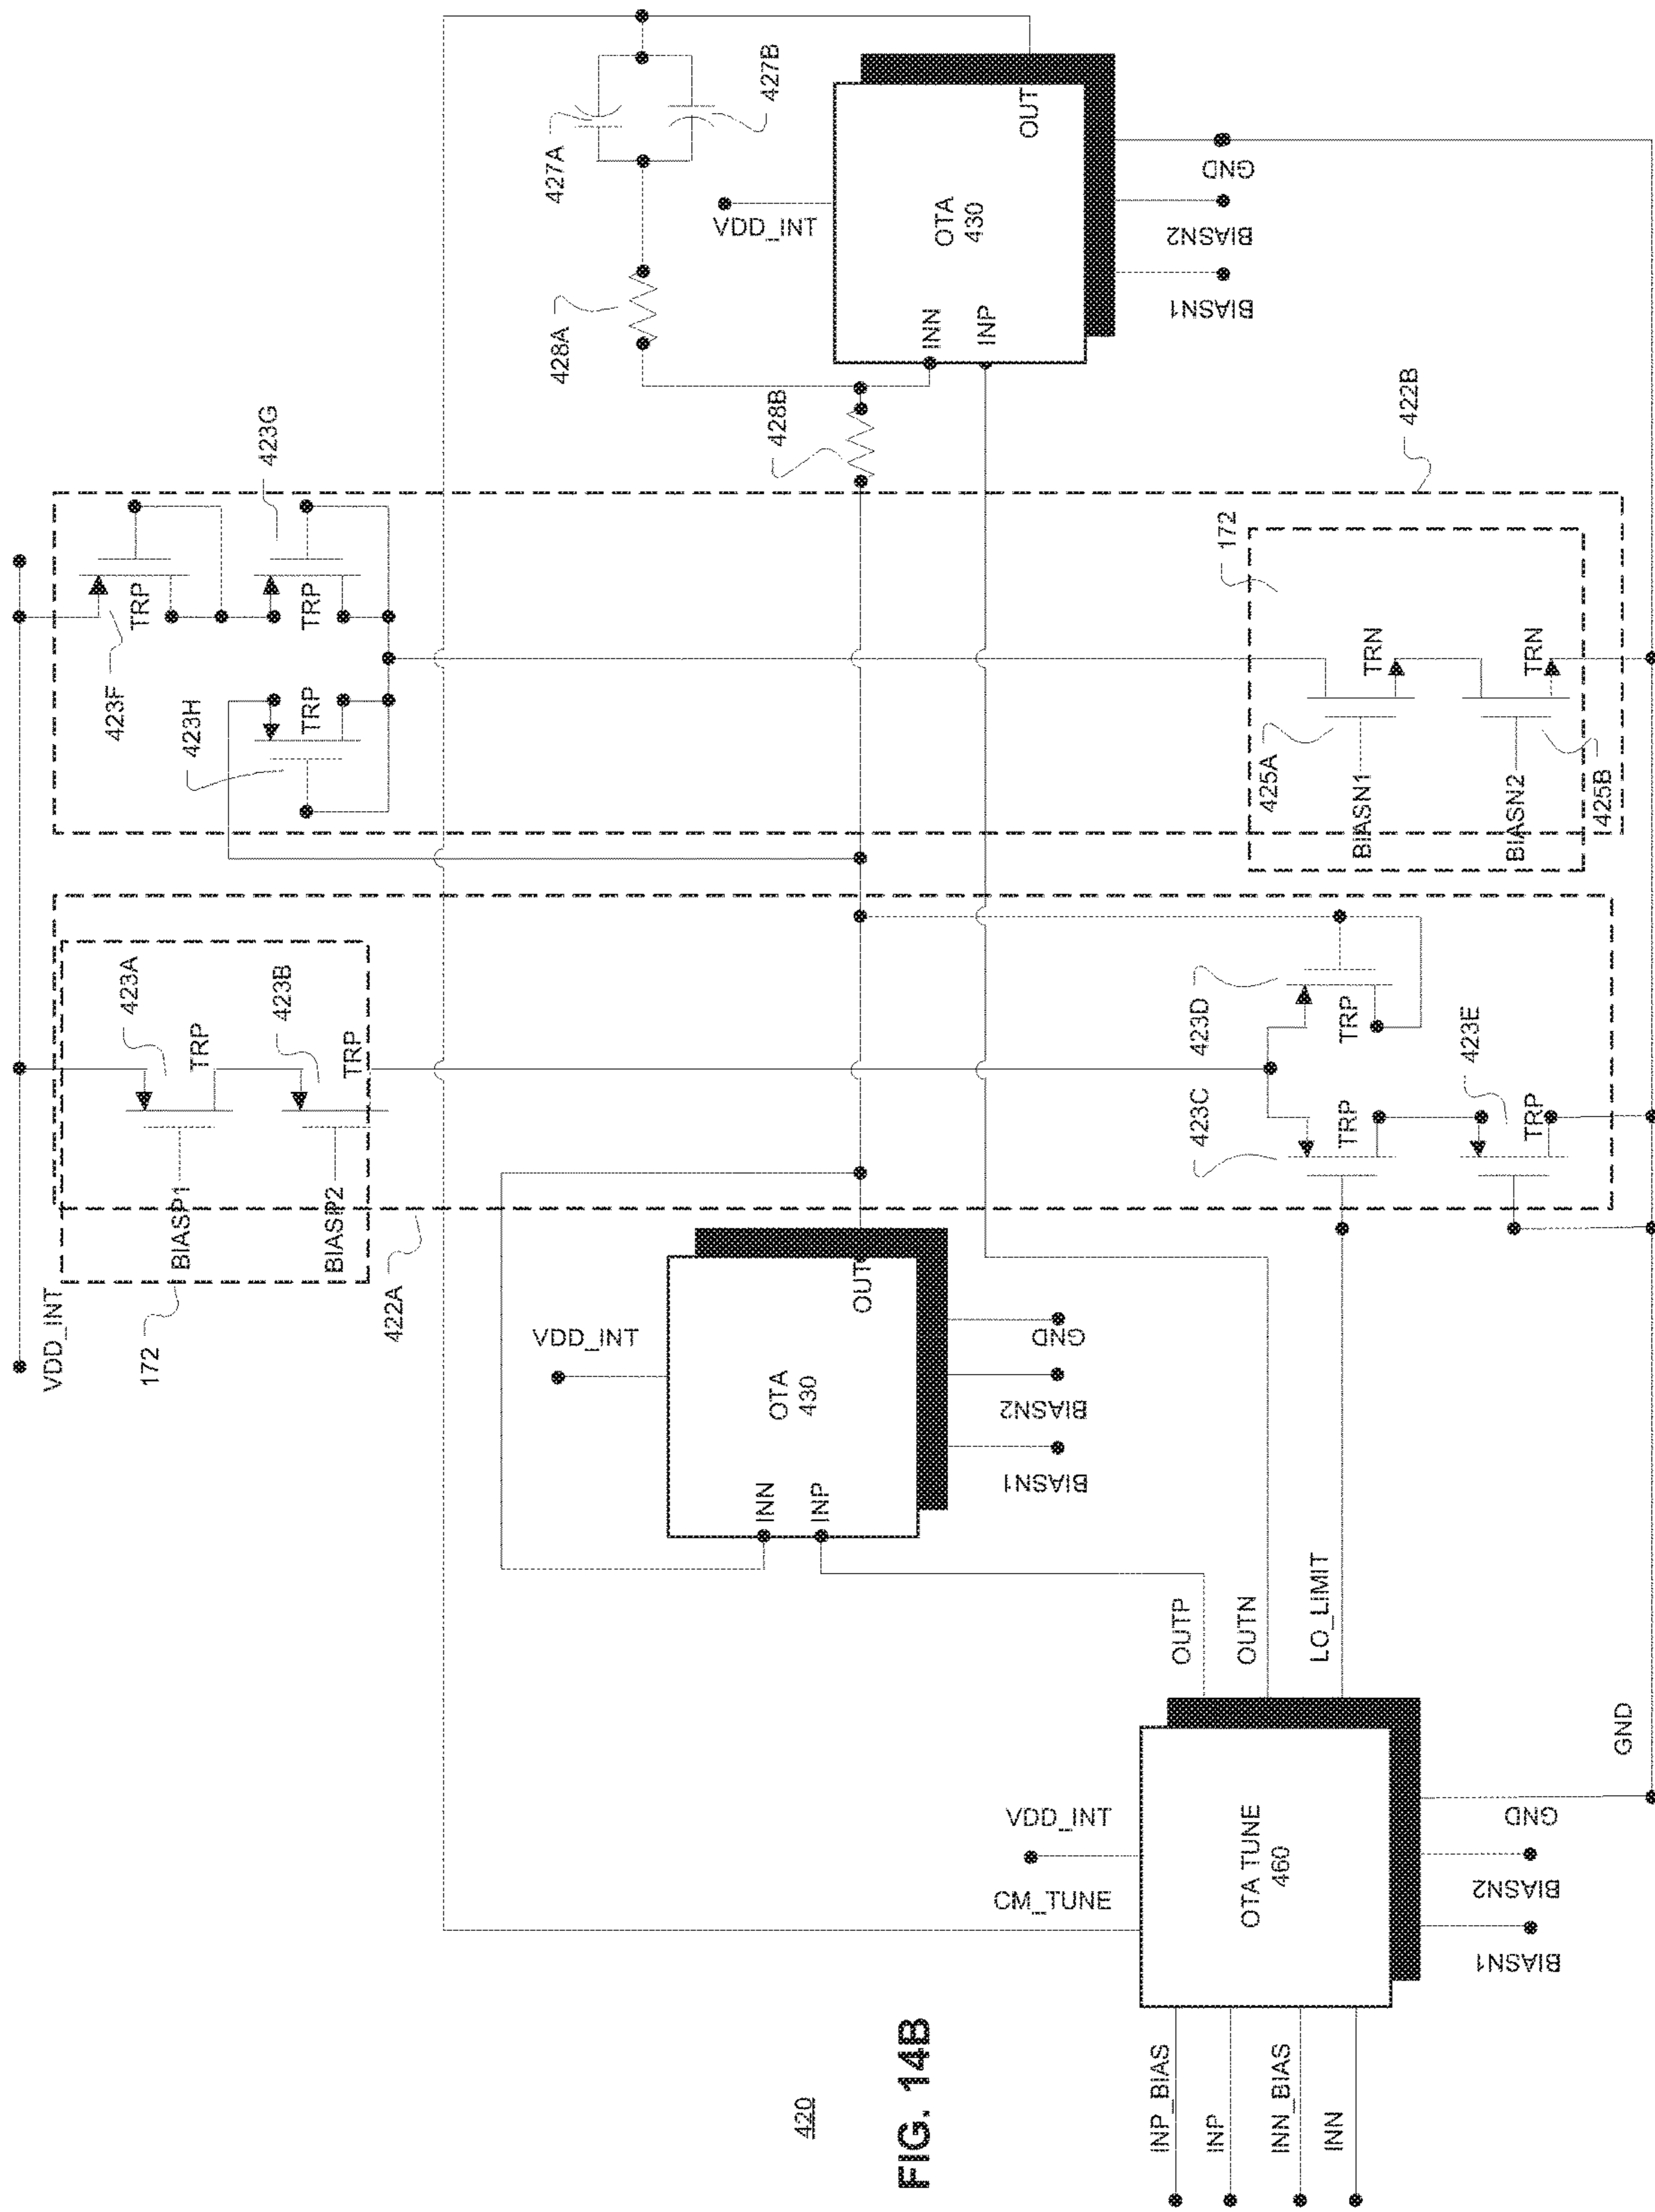 VDD_INT
172
BIASP1
BIASP2
422A
423A
TRP
423B
TRP
423F
TRP
423G
TRP
423H
TRP
427A
427B
428A
428B
VDD_INT
OTA
430
INN
INP
OUT
BIASN1
BIASN2
GND
VDD_INT
OTA
430
INN
INP
OUT
BIASN1
BIASN2
GND
423C
TRP
423D
TRP
423E
TRP
172
425A
TRN
BIASN1
425B
TRN
BIASN2
422B
OUTP
OUTN
LO_LIMIT
GND
VDD_INT
CM_TUNE
OTA TUNE
460
BIASN1
BIASN2
GND
INP_BIAS
INP
INN_BIAS
INN
420
FIG. 14B